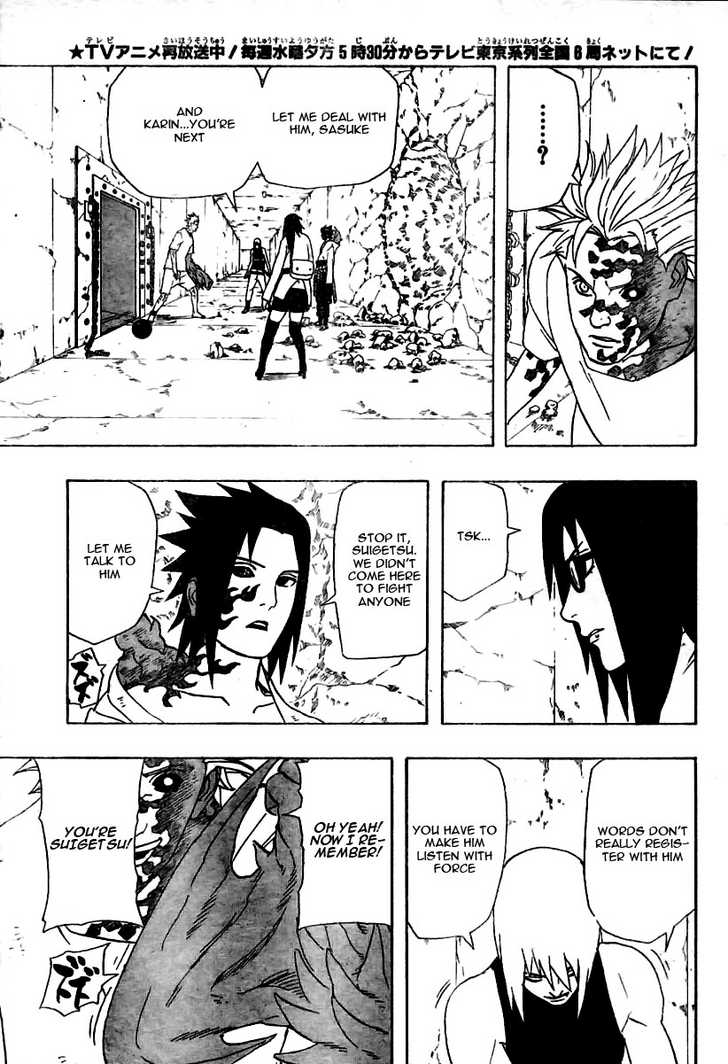 ★TVアニメ再放送中!毎週水曜夕方5時30分からテレビ東京系列全国6局ネットにて!
......?
LET ME DEAL WITH
HIM, SASUKE
AND
KARIN...YOU'RE
NEXT
TSK...
STOP IT,
SUIGETSU.
WE DIDN'T
COME HERE
TO FIGHT
ANYONE
LET ME
TALK TO
HIM
ズズ
WORDS DON'T
REALLY REGIS-
TER WITH HIM
YOU HAVE TO
MAKE HIM
LISTEN WITH
FORCE
OH YEAH!
NOW I RE-
MEMBER!
YOU'RE
SUIGETSU!